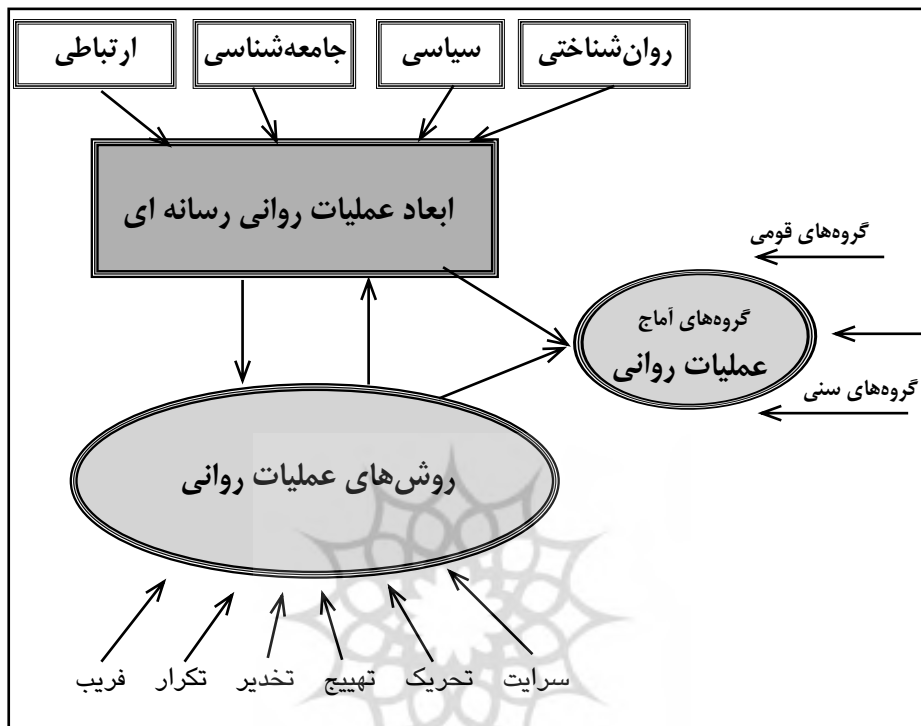 روان‌شناختی
سیاسی
جامعه‌شناسی
ارتباطی
ابعاد عملیات روانی رسانه ای
گروه‌های قومی
گروه‌های آماج
عملیات روانی
گروه‌های سنی
روش‌های عملیات روانی
سرایت
تحریک
تهییج
تخدیر
تکرار
فریب